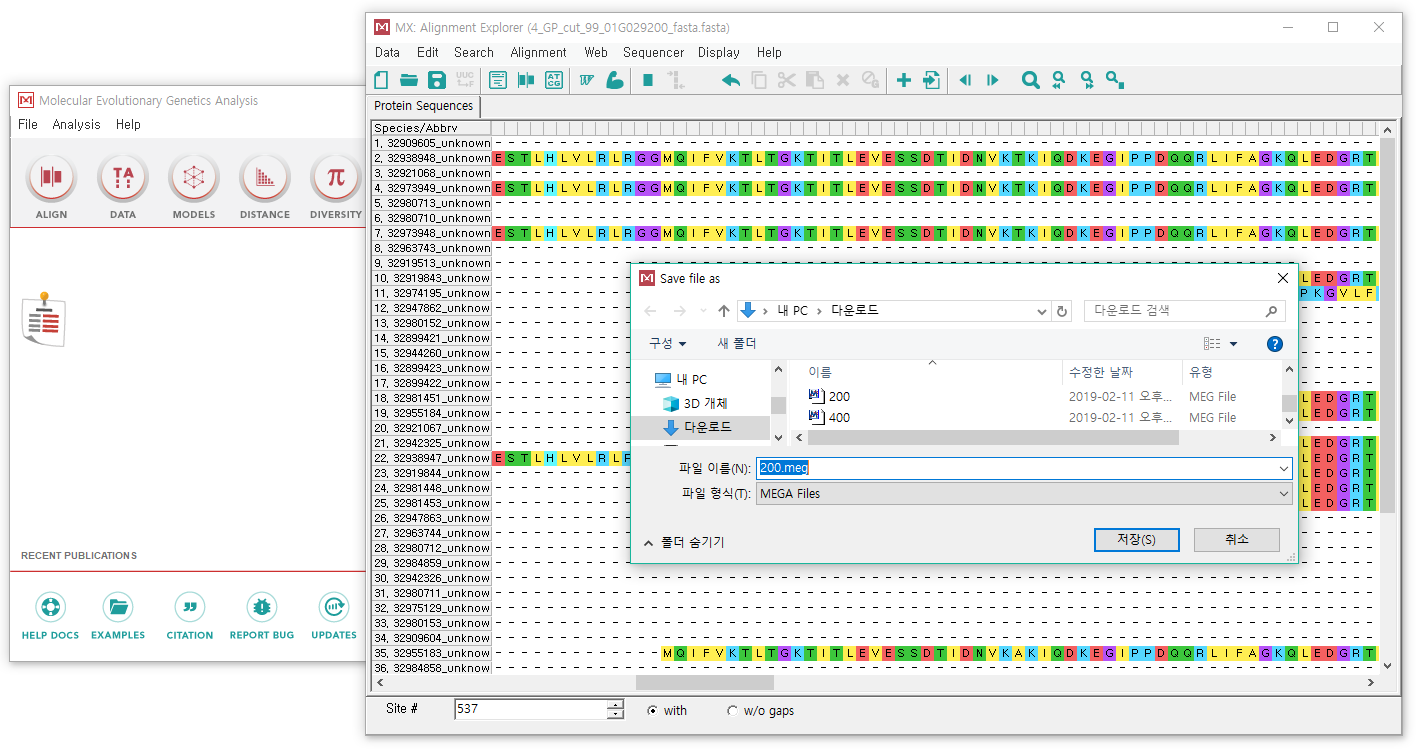 Molecular Evolutionary Genetics Analysis
File Analysis Help
ALIGN DATA MODELS DISTANCE DIVERSITY
TA
π
RECENT PUBLICATIONS
HELP DOCS EXAMPLES CITATION REPORT BUG UPDATES
MX: Alignment Explorer (4_GP_cut_99_01G029200_fasta.fasta)
Data Edit Search Alignment Web Sequencer Display Help
Protein Sequences
Species/Abbrv
1, 32909605_unknown
2, 32938948_unknown ESTLHLVLRLRGGMQIFVKTLTGKTITLEVESSDTIDNVKTKIQDKEGIPPDQQRLIFAGKQLEDGRT
3, 32921068_unknown
4, 32973949_unknown ESTLHLVLRLRGGMQIFVKTLTGKTITLEVESSDTIDNVKTKIQDKEGIPPDQQRLIFAGKQLEDGRT
5, 32980713_unknown
6, 32980710_unknown
7, 32973948_unknown ESTLHLVLRLRGGMQIFVKTLTGKTITLEVESSDTIDNVKTKIQDKEGIPPDQQRLIFAGKQLEDGRT
8, 32963743_unknown
9, 32919513_unknown
10, 32919843_unknow LEDGRT
11, 32974195_unknow PKGVLF
12, 32947862_unknow
13, 32980152_unknow
14, 32899421_unknow
15, 32944260_unknow
16, 32899423_unknow
17, 32899422_unknow
18, 32981451_unknow LEDGRT
19, 32955184_unknow LEDGRT
20, 32921067_unknow
21, 32942325_unknow LEDGRT
22, 32938947_unknow ESTLHLVLRL LEDGRT
23, 32919844_unknow LEDGRT
24, 32981448_unknow LEDGRT
25, 32981453_unknow LEDGRT
26, 32947863_unknow
27, 32963744_unknow
28, 32980712_unknow
29, 32984859_unknow
30, 32942326_unknow
31, 32980711_unknow
32, 32975129_unknow
33, 32980153_unknow
34, 32909604_unknow
35, 32955183_unknow MQIFVKTLTGKTITLEVESSDTIDNVKAKIQDKEGIPPDQQRLIFAGKQLEDGRT
36, 32984858_unknow
Site # 537 with w/o gaps
Save file as
내 PC › 다운로드
다운로드 검색
구성 새 폴더
내 PC
3D 개체
다운로드
이름 수정한 날짜 유형
200 2019-02-11 오후... MEG File
400 2019-02-11 오후... MEG File
파일 이름(N): 200.meg
파일 형식(T): MEGA Files
폴더 숨기기
저장(S) 취소